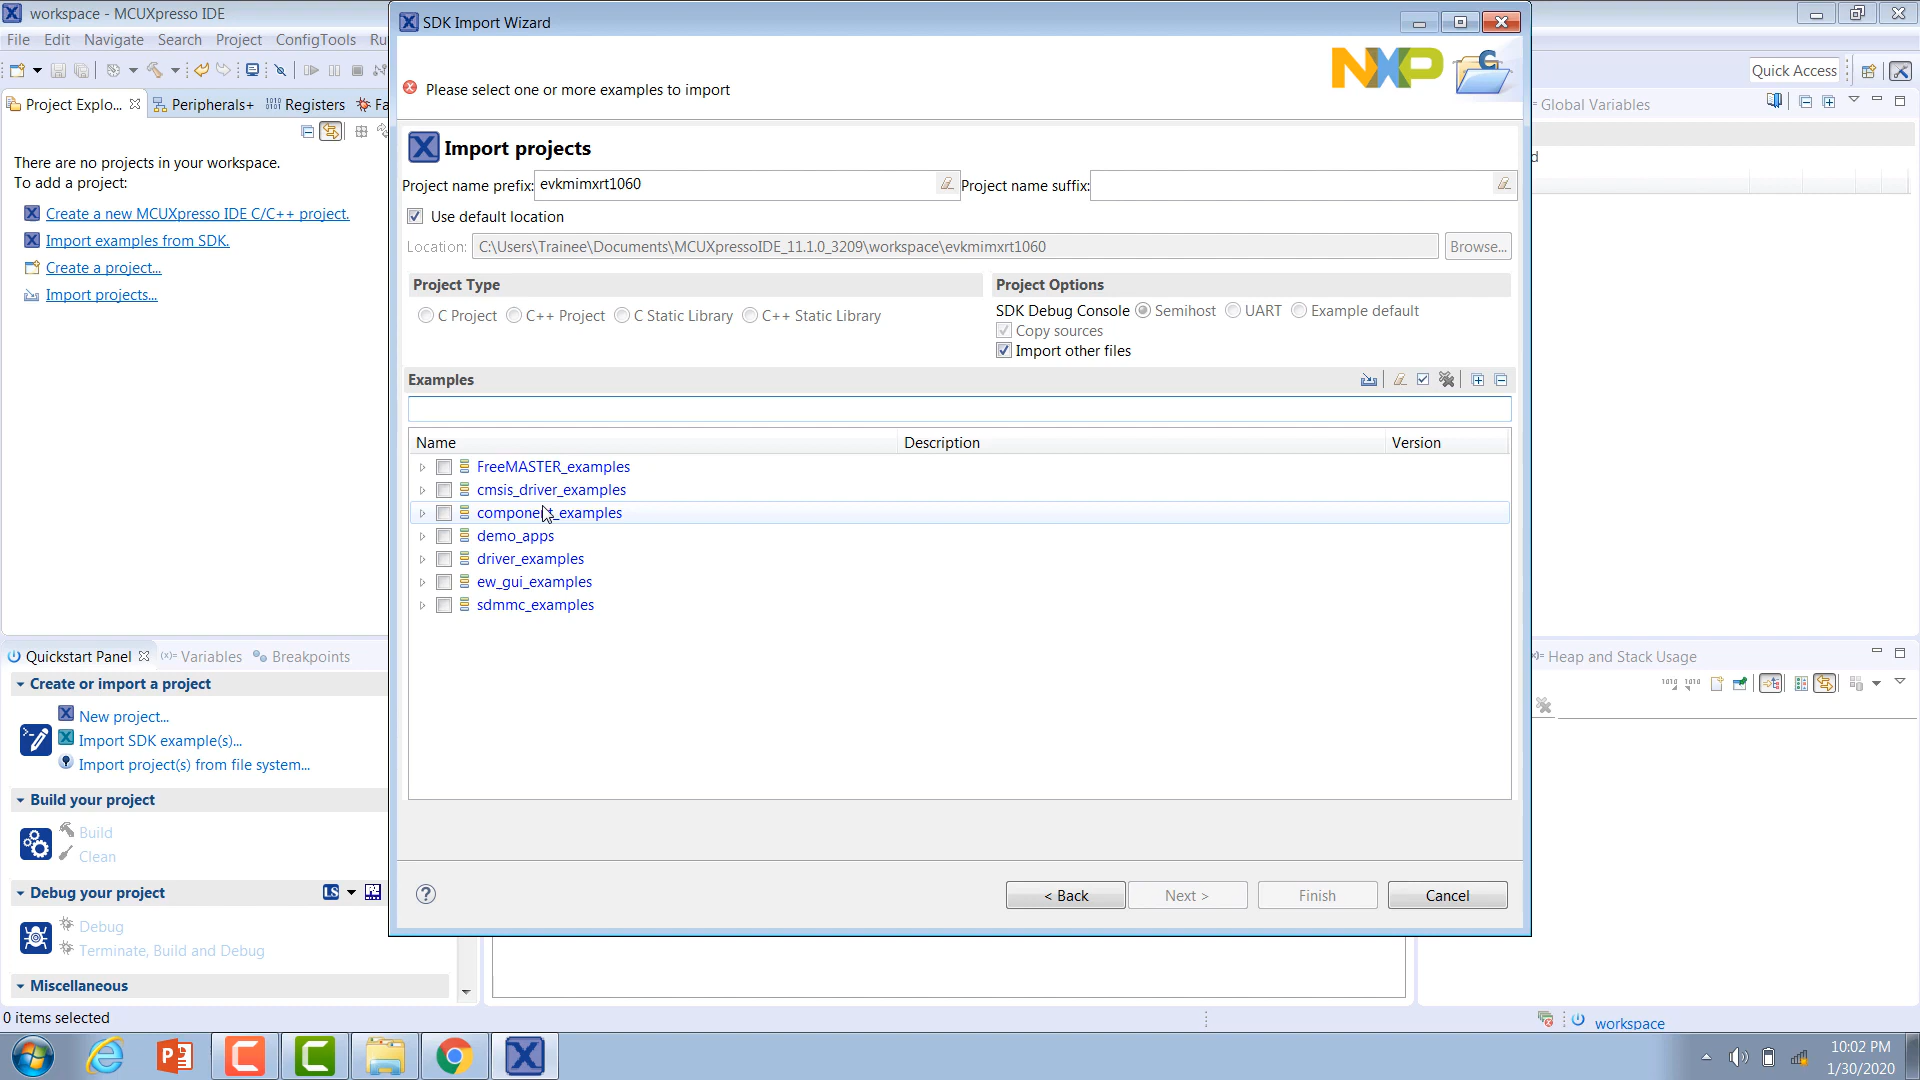 workspace - MCUXpresso IDE
SDK Import Wizard
File Edit Navigate Search Project ConfigTools Ru
NXP
Please select one or more examples to import
Quick Access
Project Explo... Peripherals+ Registers Fa
Global Variables
Import projects
There are no projects in your workspace.
To add a project:
Create a new MCUXpresso IDE C/C++ project.
Import examples from SDK.
Create a project...
Import projects...
Project name prefix: evkmimxrt1060 Project name suffix:
Use default location
Location: C:\Users\Trainee\Documents\MCUXpressoIDE_11.1.0_3209\workspace\evkmimxrt1060 Browse...
Project Type
C Project C++ Project C Static Library C++ Static Library
Project Options
SDK Debug Console Semihost UART Example default
Copy sources
Import other files
Examples
Name Description Version
FreeMASTER_examples
cmsis_driver_examples
component_examples
demo_apps
driver_examples
ew_gui_examples
sdmmc_examples
< Back Next > Finish Cancel
Quickstart Panel Variables Breakpoints
Create or import a project
New project...
Import SDK example(s)...
Import project(s) from file system...
Build your project
Build
Clean
Debug your project
LS
Debug
Terminate, Build and Debug
Miscellaneous
Heap and Stack Usage
0 items selected
workspace
10:02 PM
1/30/2020